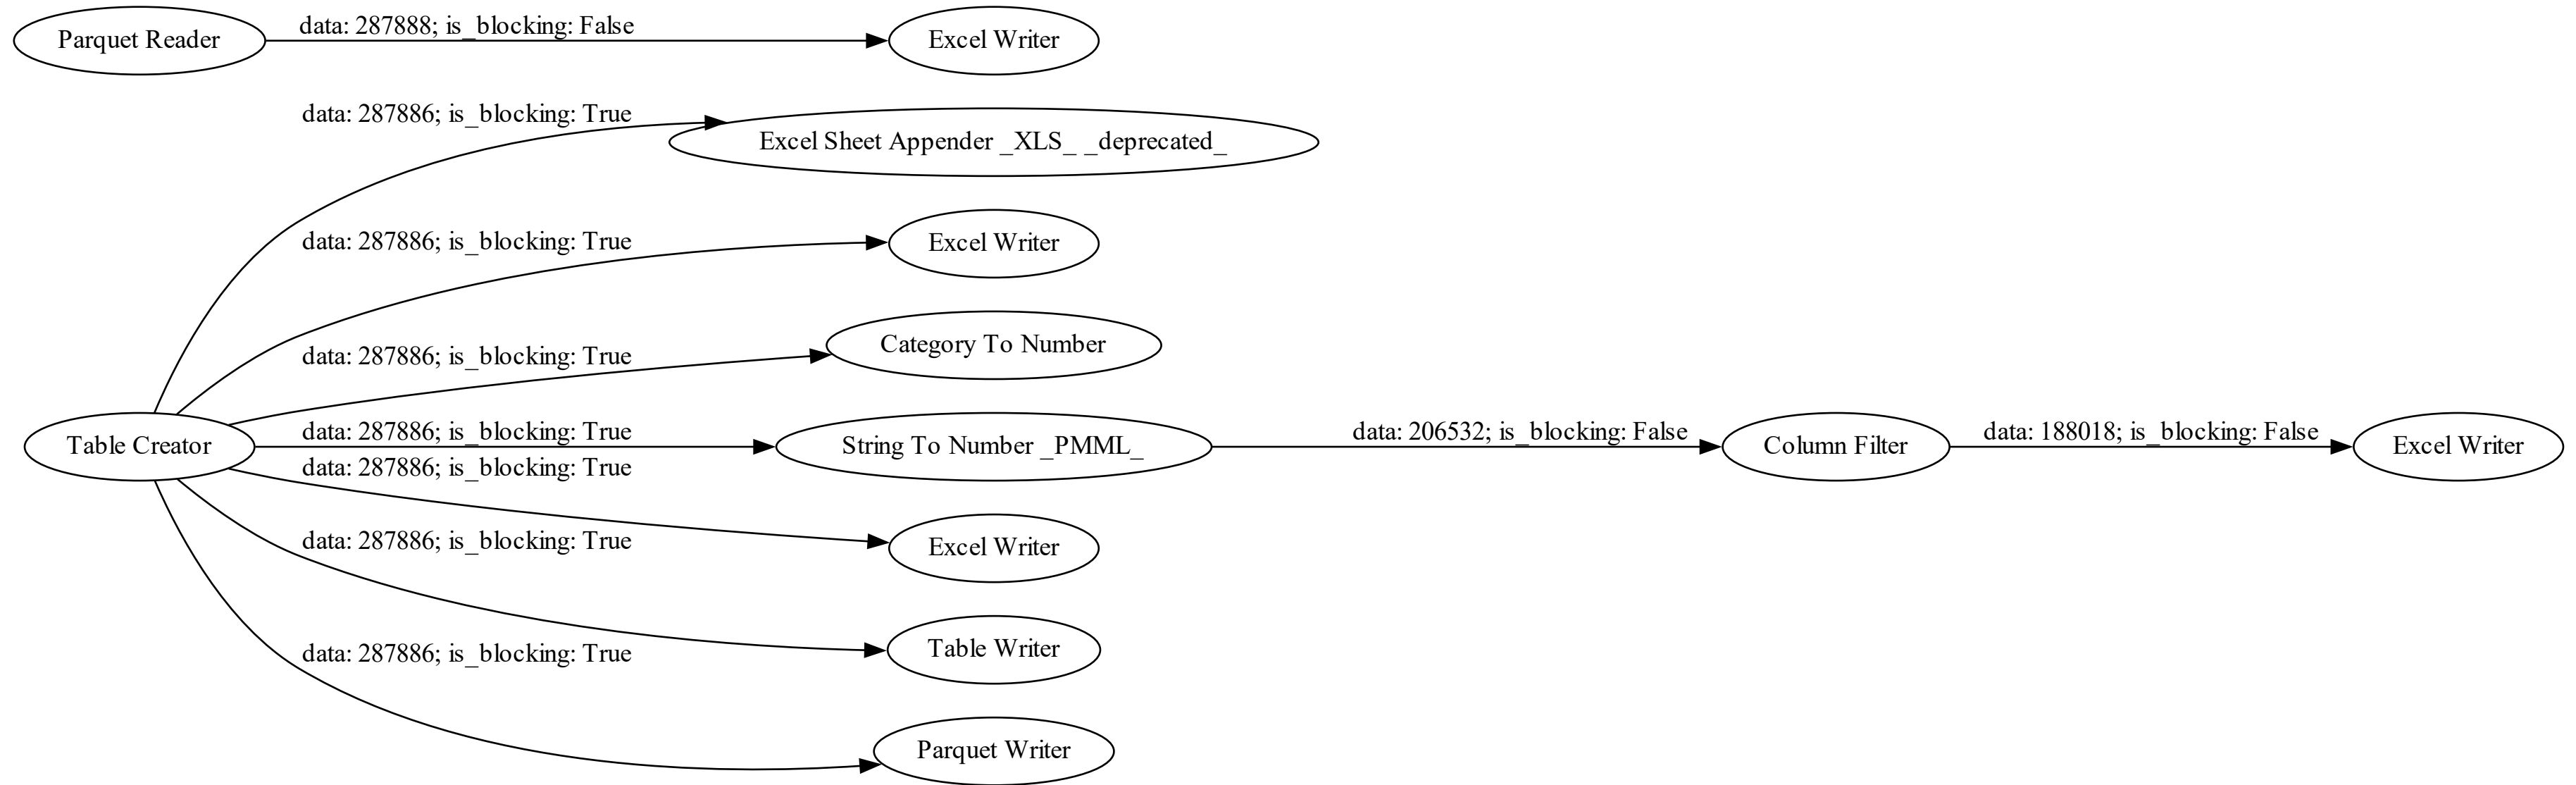 Parquet Reader
data: 287888; is_blocking: False
Excel Writer
data: 287886; is_blocking: True
Excel Sheet Appender _XLS_ _deprecated_
data: 287886; is_blocking: True
Excel Writer
data: 287886; is_blocking: True
Category To Number
Table Creator
data: 287886; is_blocking: True
String To Number _PMML_
data: 206532; is_blocking: False
Column Filter
data: 188018; is_blocking: False
Excel Writer
data: 287886; is_blocking: True
Excel Writer
data: 287886; is_blocking: True
Table Writer
data: 287886; is_blocking: True
Parquet Writer